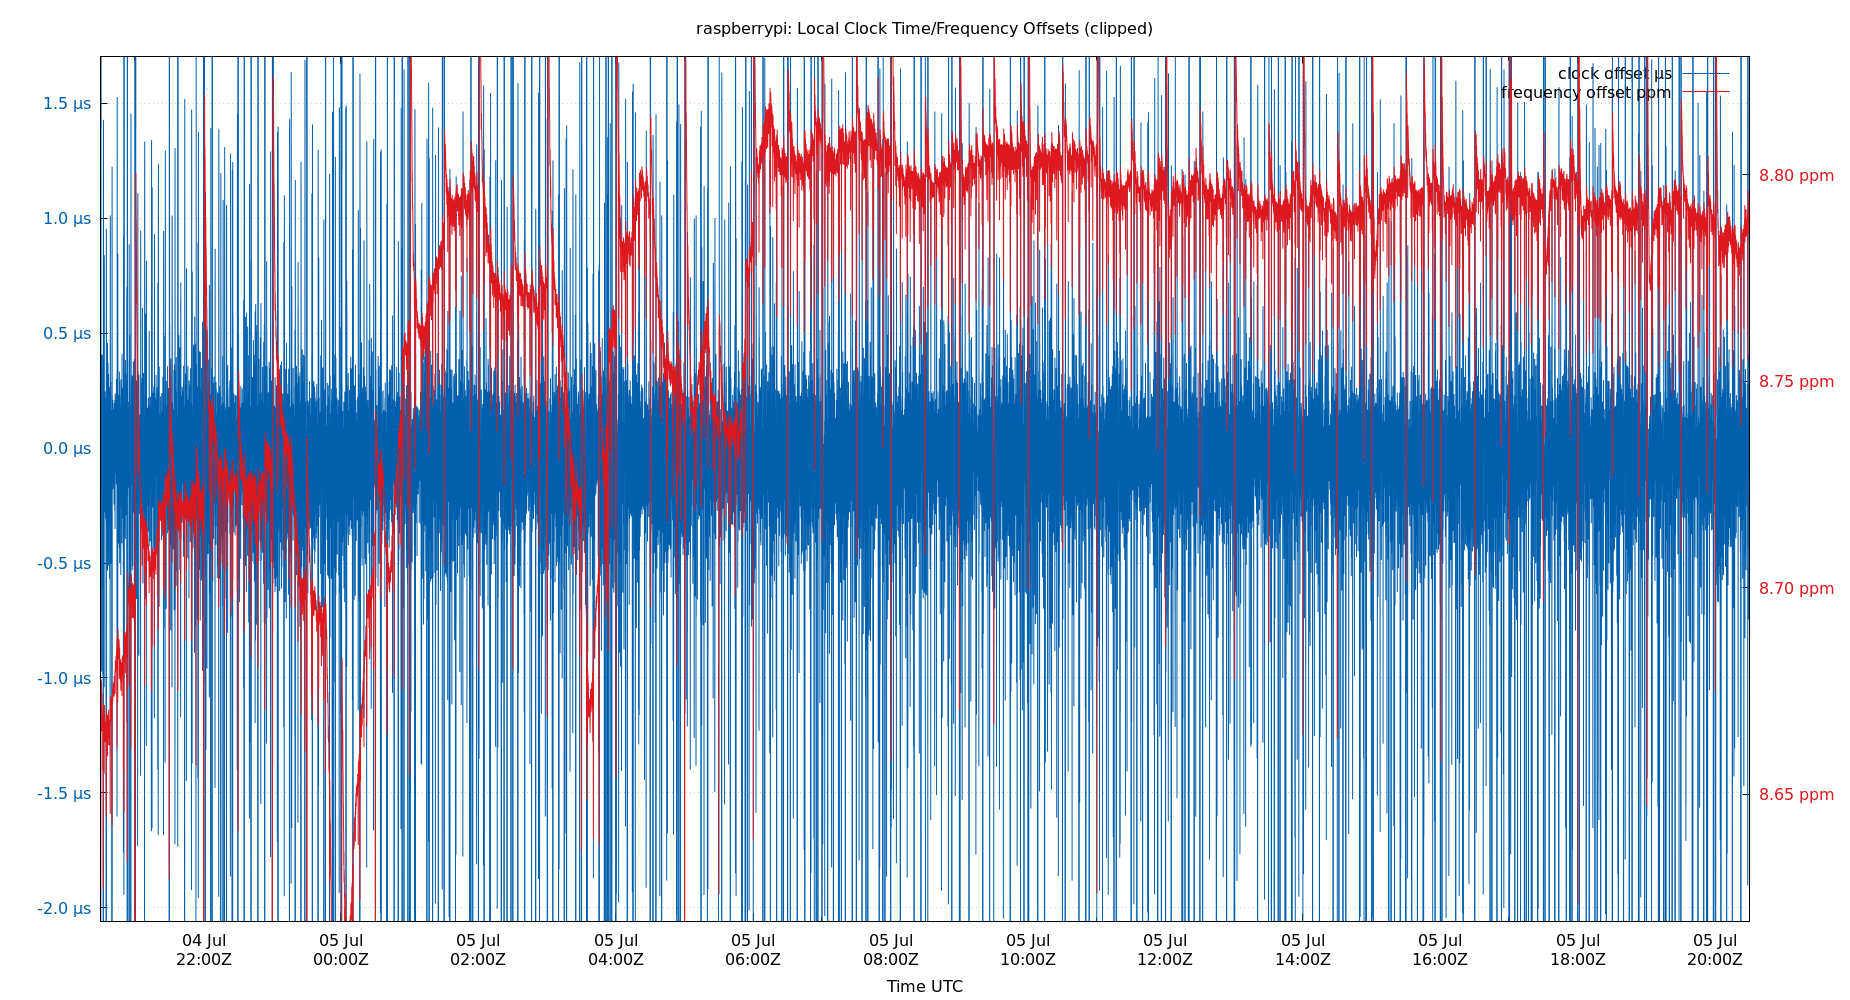 raspberrypi: Local Clock Time/Frequency Offsets (clipped)
clock offset µs
frequency offset ppm
1.5 µs
1.0 µs
0.5 µs
0.0 µs
-0.5 µs
-1.0 µs
-1.5 µs
-2.0 µs
8.80 ppm
8.75 ppm
8.70 ppm
8.65 ppm
04 Jul
22:00Z
05 Jul
00:00Z
05 Jul
02:00Z
05 Jul
04:00Z
05 Jul
06:00Z
05 Jul
08:00Z
05 Jul
10:00Z
05 Jul
12:00Z
05 Jul
14:00Z
05 Jul
16:00Z
05 Jul
18:00Z
05 Jul
20:00Z
Time UTC